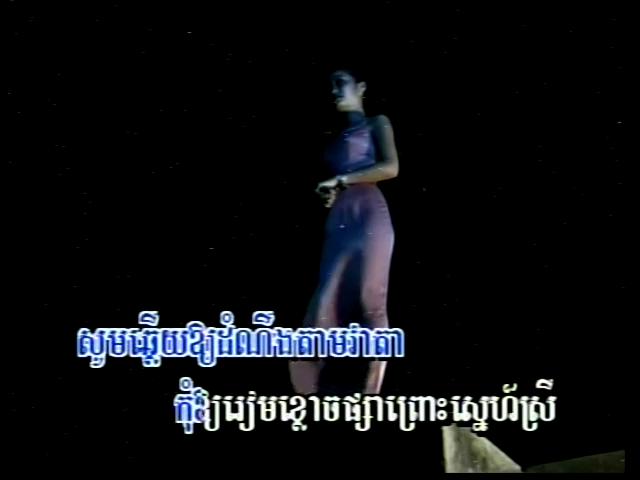 សូមឆ្លើយឱ្យដំណឹងតាមវាតា
កុំឱ្យរៀមខ្លោចផ្សាព្រោះស្នេហ៍ស្រី